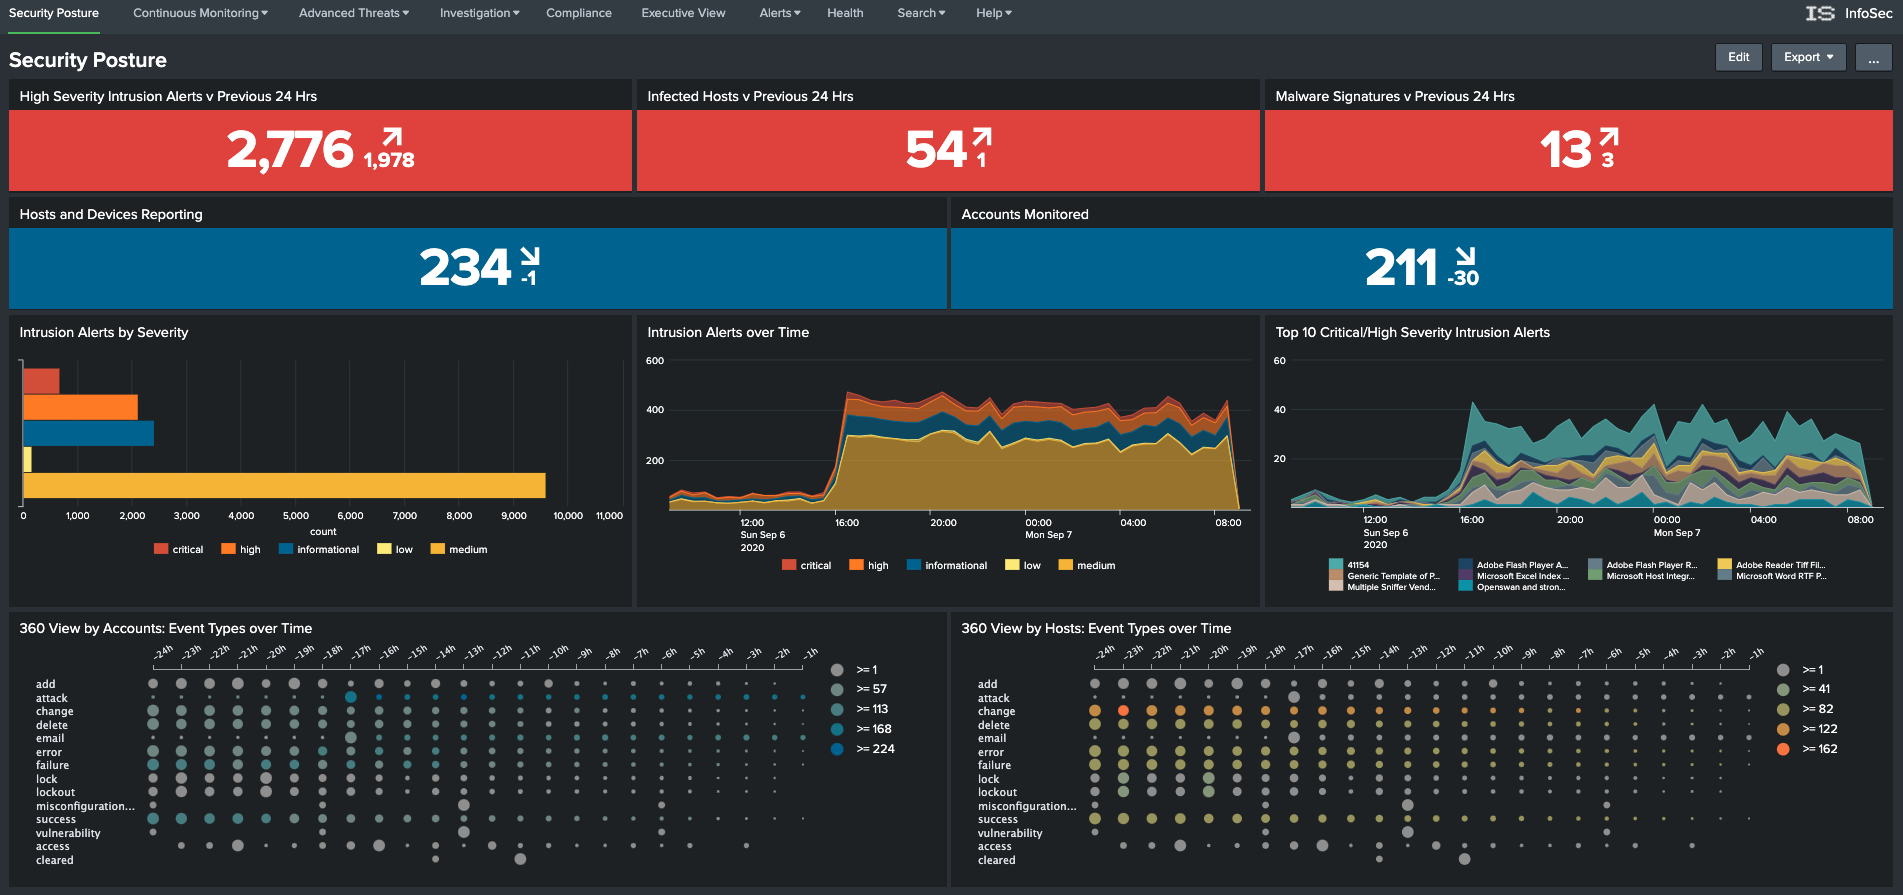 Security Posture Continuous Monitoring Advanced Threats Investigation Compliance Executive View Alerts Health Search Help IS InfoSec
Security Posture
Edit Export ...
High Severity Intrusion Alerts v Previous 24 Hrs
2,776 1,978
Infected Hosts v Previous 24 Hrs
54 1
Malware Signatures v Previous 24 Hrs
13 3
Hosts and Devices Reporting
234 -1
Accounts Monitored
211 -30
Intrusion Alerts by Severity
0 1,000 2,000 3,000 4,000 5,000 6,000 7,000 8,000 9,000 10,000 11,000
count
critical high informational low medium
Intrusion Alerts over Time
600
400
200
12:00 16:00 20:00 00:00 04:00 08:00
Sun Sep 6 Mon Sep 7
2020
critical high informational low medium
Top 10 Critical/High Severity Intrusion Alerts
60
40
20
12:00 16:00 20:00 00:00 04:00 08:00
Sun Sep 6 Mon Sep 7
2020
41154 Adobe Flash Player A... Adobe Flash Player R... Adobe Reader Tiff Fil...
Generic Template of P... Microsoft Excel Index ... Microsoft Host Integr... Microsoft Word RTF P...
Multiple Sniffer Vend... Openswan and stron...
360 View by Accounts: Event Types over Time
-24h -23h -22h -21h -20h -19h -18h -17h -16h -15h -14h -13h -12h -11h -10h -9h -8h -7h -6h -5h -4h -3h -2h -1h
add
attack
change
delete
email
error
failure
lock
lockout
misconfiguration...
success
vulnerability
access
cleared
>= 1
>= 57
>= 113
>= 168
>= 224
360 View by Hosts: Event Types over Time
-24h -23h -22h -21h -20h -19h -18h -17h -16h -15h -14h -13h -12h -11h -10h -9h -8h -7h -6h -5h -4h -3h -2h -1h
add
attack
change
delete
email
error
failure
lock
lockout
misconfiguration...
success
vulnerability
access
cleared
>= 1
>= 41
>= 82
>= 122
>= 162